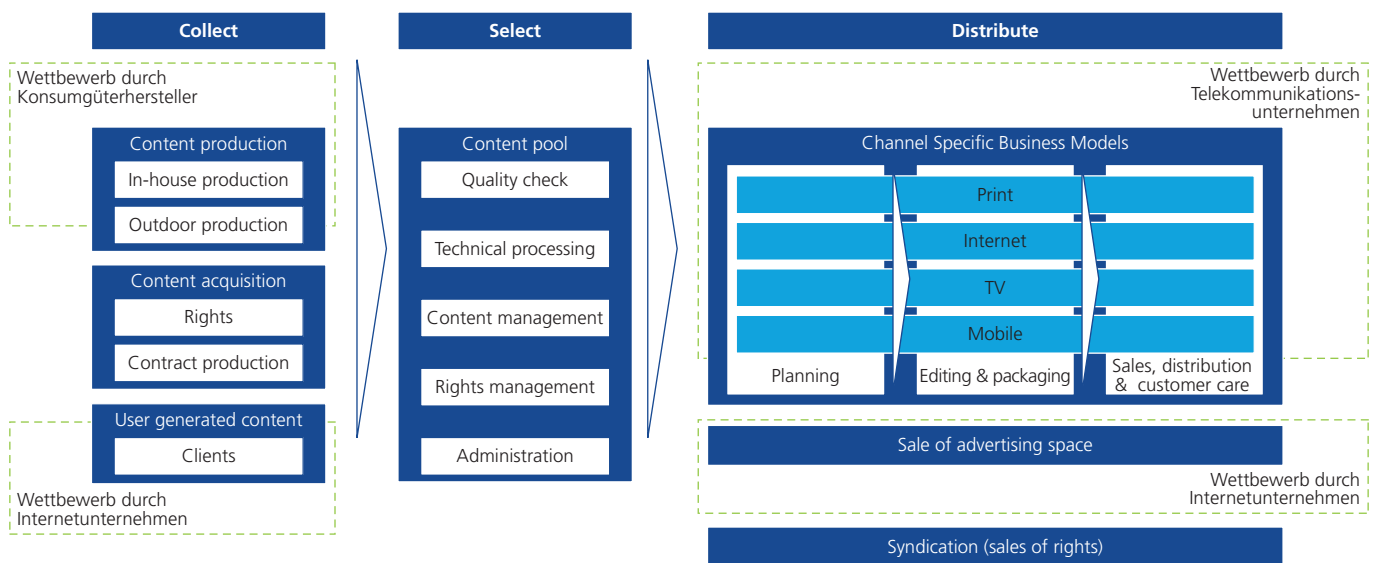 Collect
Wettbewerb durch
Konsumgüterhersteller
Content production
In-house production
Outdoor production
Content acquisition
Rights
Contract production
User generated content
Clients
Wettbewerb durch
Internetunternehmen
Select
Content pool
Quality check
Technical processing
Content management
Rights management
Administration
Distribute
Wettbewerb durch
Telekommunikations-
unternehmen
Channel Specific Business Models
Print
Internet
TV
Mobile
Planning
Editing & packaging
Sales, distribution
& customer care
Sale of advertising space
Wettbewerb durch
Internetunternehmen
Syndication (sales of rights)